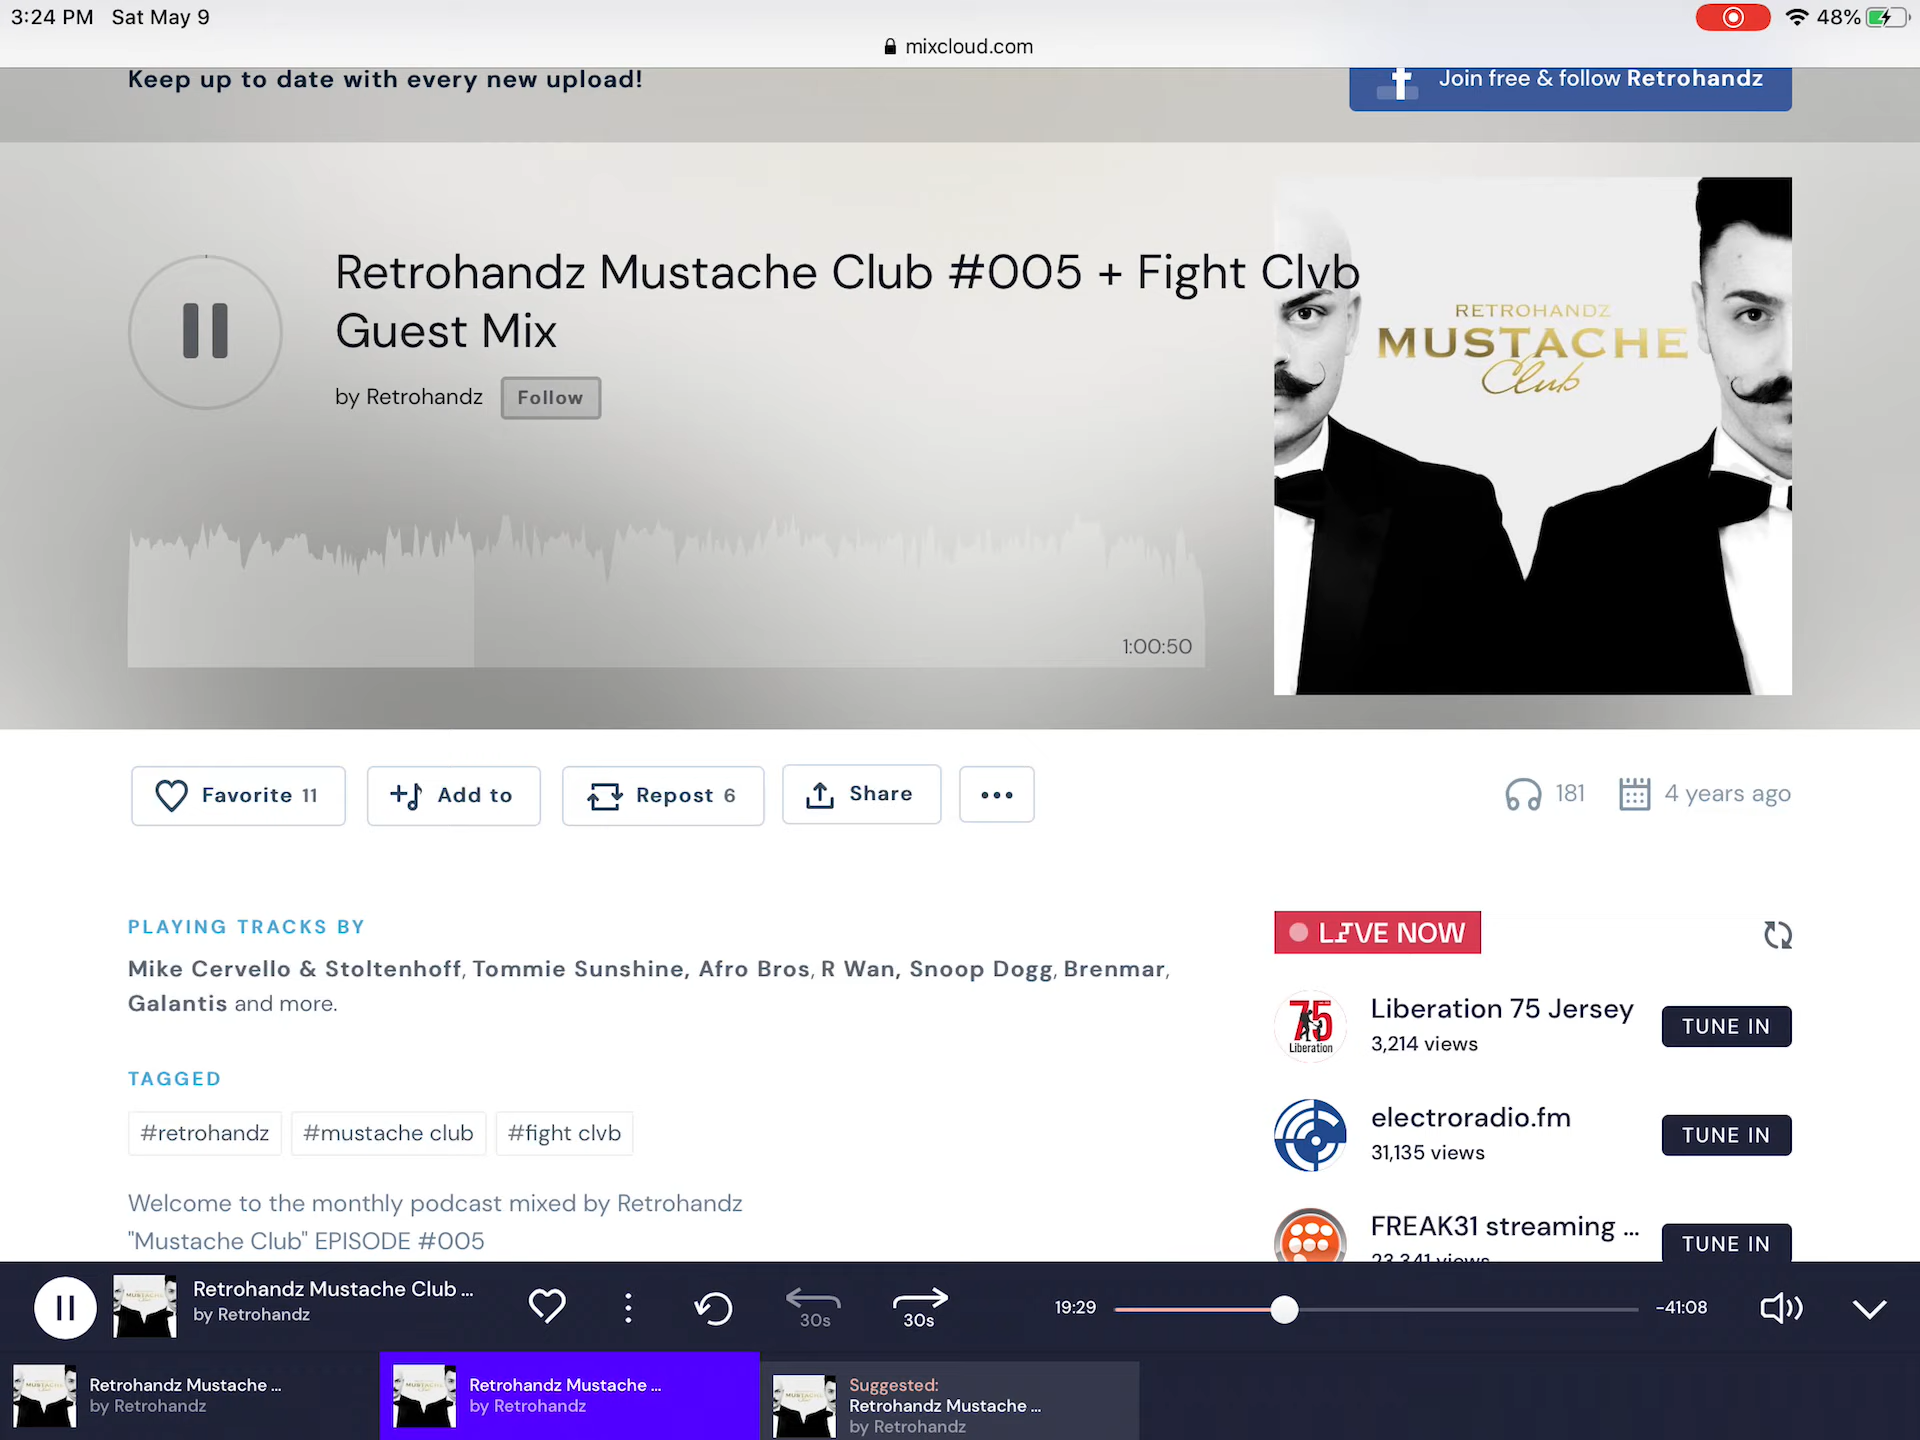 3:24 PM Sat May 9
48%
mixcloud.com
Keep up to date with every new upload!
Join free & follow Retrohandz
Retrohandz Mustache Club #005 + Fight Clvb
Guest Mix
by Retrohandz
Follow
RETROHANDZ
MUSTACHE
Club
1:00:50
Favorite 11
Add to
Repost 6
Share
181
4 years ago
PLAYING TRACKS BY
Mike Cervello & Stoltenhoff, Tommie Sunshine, Afro Bros, R Wan, Snoop Dogg, Brenmar,
Galantis and more.
TAGGED
#retrohandz
#mustache club
#fight clvb
Welcome to the monthly podcast mixed by Retrohandz
"Mustache Club" EPISODE #005
LIVE NOW
75
Liberation
Liberation 75 Jersey
3,214 views
TUNE IN
electroradio.fm
31,135 views
TUNE IN
FREAK31 streaming ...
23,341 views
TUNE IN
Retrohandz Mustache Club ...
by Retrohandz
30s
30s
19:29
-41:08
Retrohandz Mustache ...
by Retrohandz
Retrohandz Mustache ...
by Retrohandz
Suggested:
Retrohandz Mustache ...
by Retrohandz